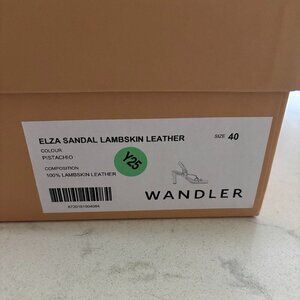 ELZA SANDAL LAMBSKIN LEATHER
SIZE 40
COLOUR
PISTACHIO
Y25
COMPOSITION
100% LAMBSKIN LEATHER
WANDLER